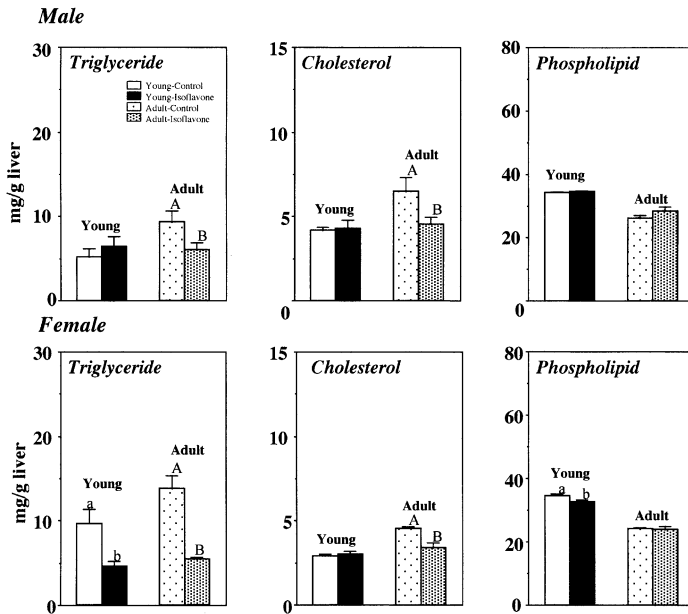 Male
Triglyceride
Young-Control
Young-Isoflavone
Adult-Control
Adult-Isoflavone
Young
Adult
A
B
mg/g liver
30
20
10
0
Cholesterol
Young
Adult
A
B
15
10
5
0
Phospholipid
Young
Adult
80
60
40
20
0
Female
Triglyceride
Young
a
b
Adult
A
B
mg/g liver
30
20
10
0
Cholesterol
Young
Adult
A
B
15
10
5
0
Phospholipid
Young
a
b
Adult
80
60
40
20
0